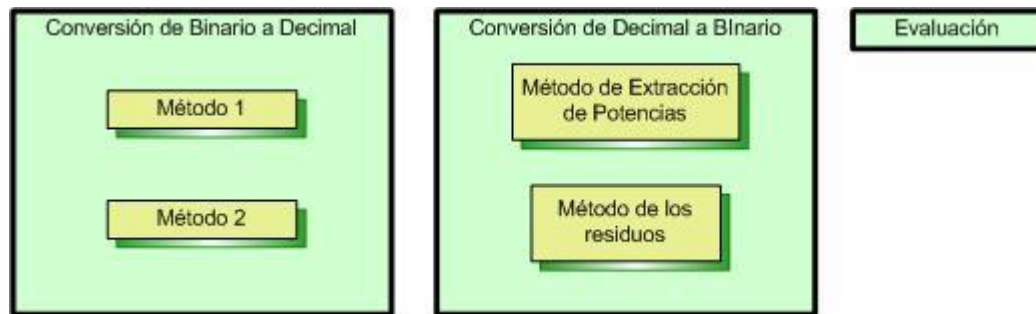 Conversión de Binario a Decimal
Método 1
Método 2
Conversión de Decimal a BInario
Método de Extracción
de Potencias
Método de los
residuos
Evaluación